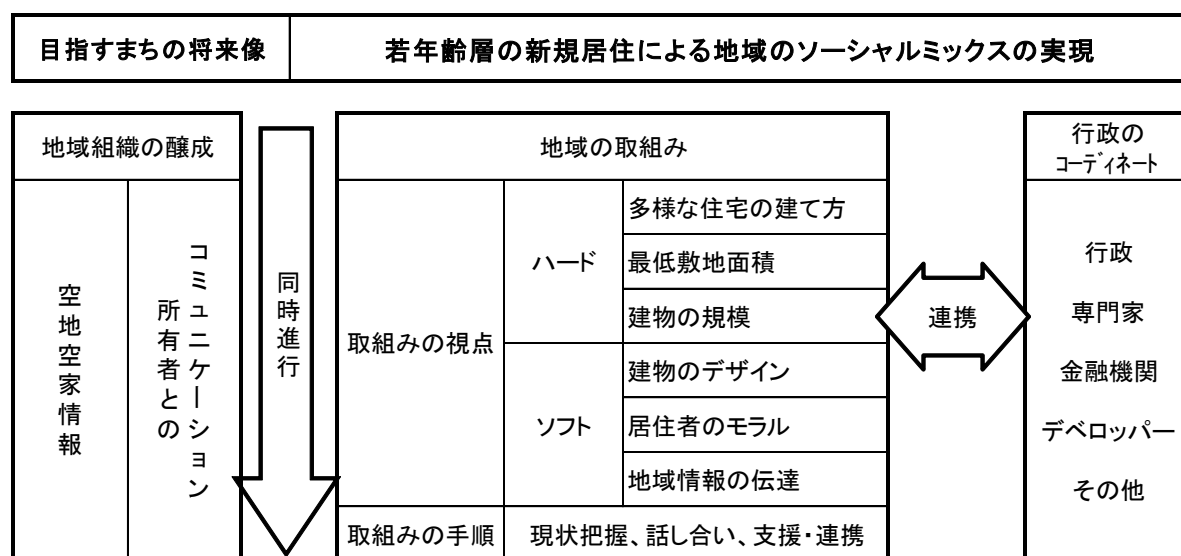 目指すまちの将来像
若年齢層の新規居住による地域のソーシャルミックスの実現
地域組織の醸成
空地空家情報
所有者との
コミュニケーション
同時進行
地域の取組み
取組みの視点
ハード
多様な住宅の建て方
最低敷地面積
建物の規模
ソフト
建物のデザイン
居住者のモラル
地域情報の伝達
取組みの手順
現状把握、話し合い、支援・連携
連携
行政の
コーディネート
行政
専門家
金融機関
デベロッパー
その他